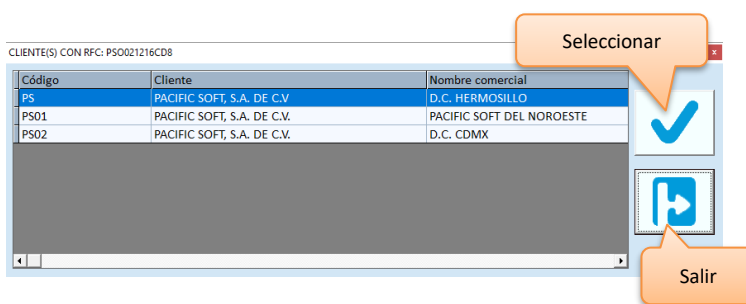 Seleccionar
CLIENTE(S) CON RFC: PSO021216CD8
x
Código Cliente Nombre comercial
PS PACIFIC SOFT, S.A. DE C.V D.C. HERMOSILLO
PS01 PACIFIC SOFT, S.A. DE C.V. PACIFIC SOFT DEL NOROESTE
PS02 PACIFIC SOFT, S.A. DE C.V. D.C. CDMX
Salir